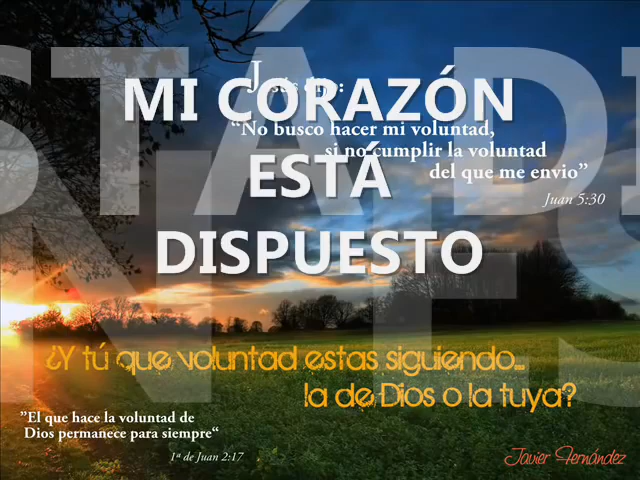 Jesús dijo:
MI CORAZÓN
“No busco hacer mi voluntad,
si no cumplir la voluntad
ESTÁ
del que me envio”
Juan 5:30
DISPUESTO
¿Y tú que voluntad estas siguiendo...
la de Dios o la tuya?
”El que hace la voluntad de
Dios permanece para siempre“
1ª de Juan 2:17
Javier Fernández